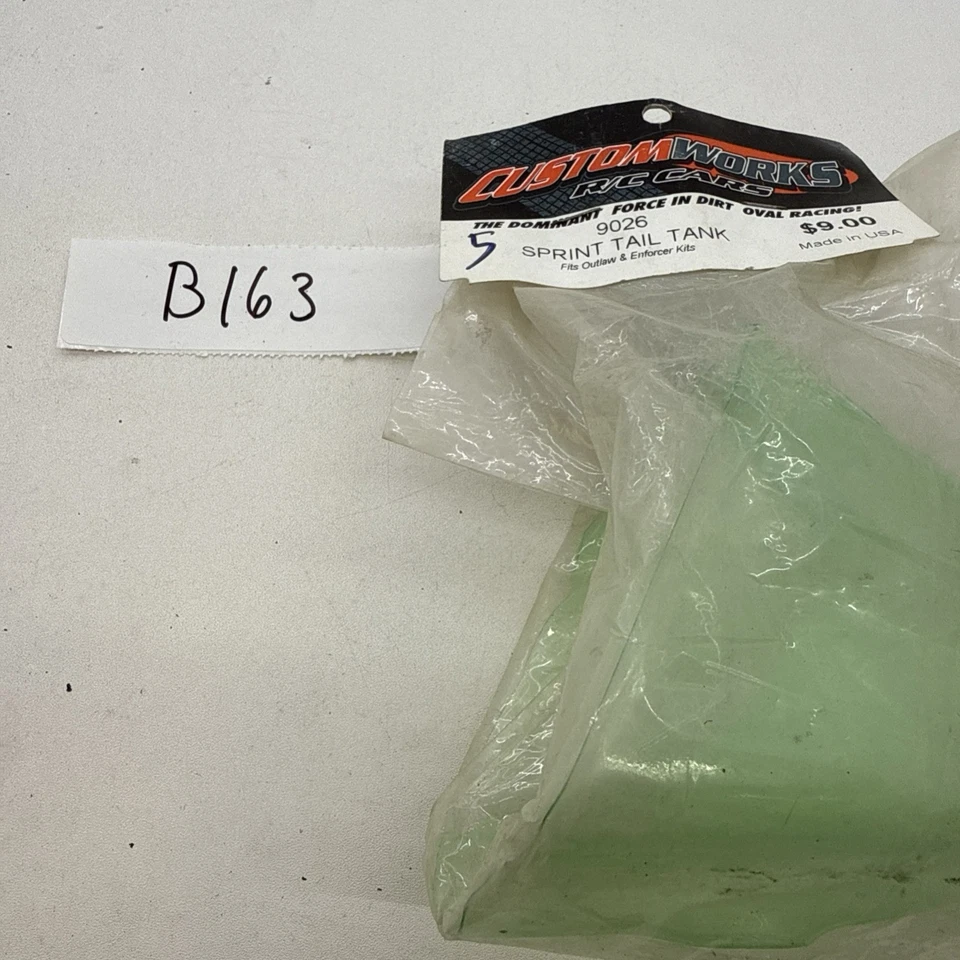 CUSTOMWORKS
R/C CARS
THE DOMINANT FORCE IN DIRT OVAL RACING!
9026
$9.00
5 SPRINT TAIL TANK
Made in USA
Fits Outlaw & Enforcer Kits
B163